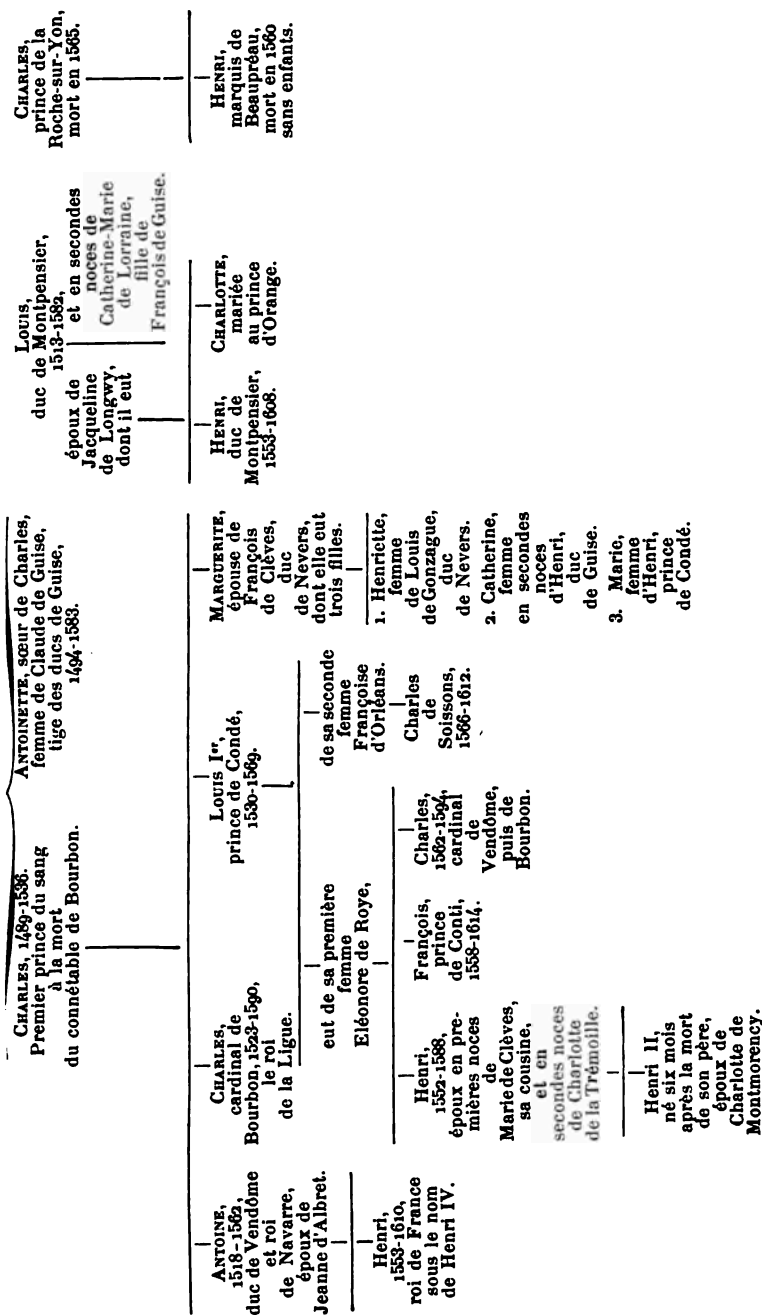 CHARLES, 1489-1536.
Premier prince du sang
à la mort
du connétable de Bourbon.
ANTOINETTE, sœur de Charles,
femme de Claude de Guise,
tige des ducs de Guise,
1494-1583.
LOUIS,
duc de Montpensier,
1513-1582,
époux de
Jacqueline
de Longwy,
dont il eut
et en secondes
noces de
Catherine-Marie
de Lorraine,
fille de
François de Guise.
CHARLES,
prince de la
Roche-sur-Yon,
mort en 1565.
ANTOINE,
1518-1562,
duc de Vendôme
et roi
de Navarre,
époux de
Jeanne d'Albret.
CHARLES,
cardinal de
Bourbon, 1523-1590,
le roi
de la Ligue.
LOUIS Ier,
prince de Condé,
1530-1569.
MARGUERITE,
épouse de
François
de Clèves,
duc
de Nevers,
dont elle eut
trois filles.
HENRI,
duc de
Montpensier,
1553-1608.
CHARLOTTE,
mariée
au prince
d'Orange.
HENRI,
marquis de
Beaupréau,
mort en 1560
sans enfants.
Henri,
1553-1610,
roi de France
sous le nom
de Henri IV.
eut de sa première
femme
Eléonore de Roye,
de sa seconde
femme
Françoise
d'Orléans.
Charles
de
Soissons,
1566-1612.
1. Henriette,
femme
de Louis
de Gonzague,
duc
de Nevers.
2. Catherine,
femme
en secondes
noces
d'Henri,
duc
de Guise.
3. Marie,
femme
d'Henri,
prince
de Condé.
Henri,
1552-1588,
époux en pre-
mières noces
de
Marie de Clèves,
sa cousine,
et en
secondes noces
de Charlotte
de la Trémoille.
François,
prince
de Conti,
1558-1614.
Charles,
1562-1594,
cardinal
de
Vendôme,
puis de
Bourbon.
Henri II,
né six mois
après la mort
de son père,
époux de
Charlotte de
Montmorency.